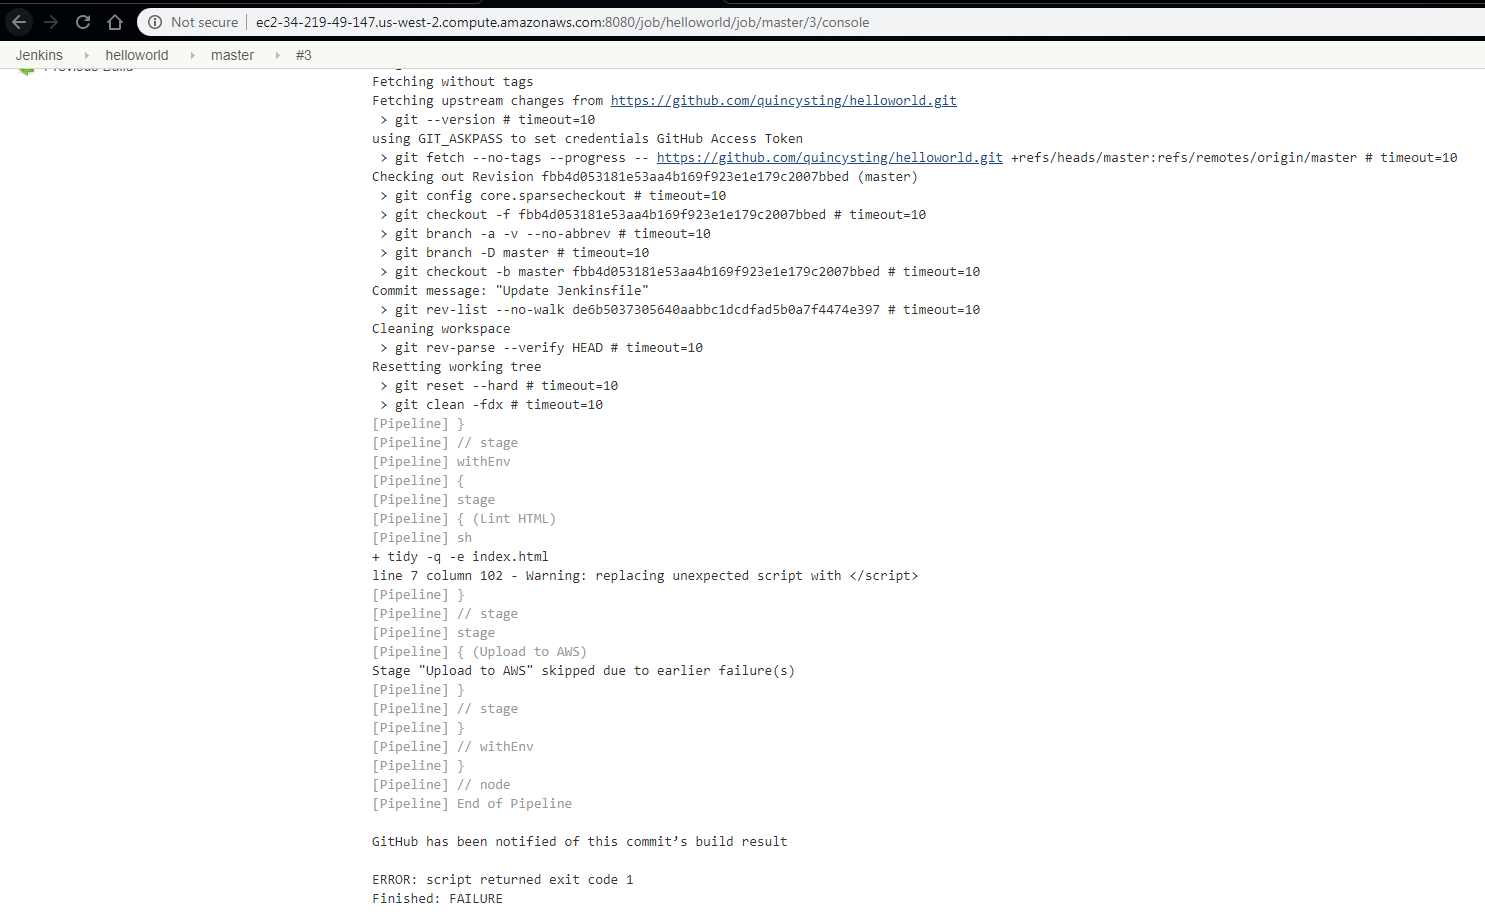 Not secure | ec2-34-219-49-147.us-west-2.compute.amazonaws.com:8080/job/helloworld/job/master/3/console
Jenkins helloworld master #3
Previous Build
Fetching without tags
Fetching upstream changes from https://github.com/quincysting/helloworld.git
> git --version # timeout=10
using GIT_ASKPASS to set credentials GitHub Access Token
> git fetch --no-tags --progress -- https://github.com/quincysting/helloworld.git +refs/heads/master:refs/remotes/origin/master # timeout=10
Checking out Revision fbb4d053181e53aa4b169f923e1e179c2007bbed (master)
> git config core.sparsecheckout # timeout=10
> git checkout -f fbb4d053181e53aa4b169f923e1e179c2007bbed # timeout=10
> git branch -a -v --no-abbrev # timeout=10
> git branch -D master # timeout=10
> git checkout -b master fbb4d053181e53aa4b169f923e1e179c2007bbed # timeout=10
Commit message: "Update Jenkinsfile"
> git rev-list --no-walk de6b5037305640aabbc1dcdfad5b0a7f4474e397 # timeout=10
Cleaning workspace
> git rev-parse --verify HEAD # timeout=10
Resetting working tree
> git reset --hard # timeout=10
> git clean -fdx # timeout=10
[Pipeline] }
[Pipeline] // stage
[Pipeline] withEnv
[Pipeline] {
[Pipeline] stage
[Pipeline] { (Lint HTML)
[Pipeline] sh
+ tidy -q -e index.html
line 7 column 102 - Warning: replacing unexpected script with </script>
[Pipeline] }
[Pipeline] // stage
[Pipeline] stage
[Pipeline] { (Upload to AWS)
Stage "Upload to AWS" skipped due to earlier failure(s)
[Pipeline] }
[Pipeline] // stage
[Pipeline] }
[Pipeline] // withEnv
[Pipeline] }
[Pipeline] // node
[Pipeline] End of Pipeline
GitHub has been notified of this commit’s build result
ERROR: script returned exit code 1
Finished: FAILURE